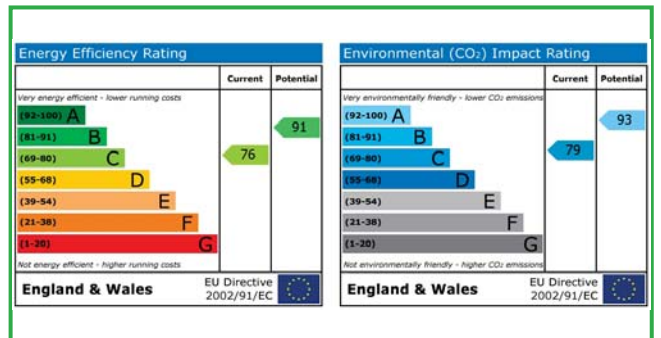 Energy Efficiency Rating
Current Potential
Very energy efficient - lower running costs
(92-100) A
(81-91) B
(69-80) C
(55-68) D
(39-54) E
(21-38) F
(1-20) G
76
91
Not energy efficient - higher running costs
England & Wales
EU Directive
2002/91/EC
Environmental (CO₂) Impact Rating
Current Potential
Very environmentally friendly - lower CO₂ emissions
(92-100) A
(81-91) B
(69-80) C
(55-68) D
(39-54) E
(21-38) F
(1-20) G
79
93
Not environmentally friendly - higher CO₂ emissions
England & Wales
EU Directive
2002/91/EC